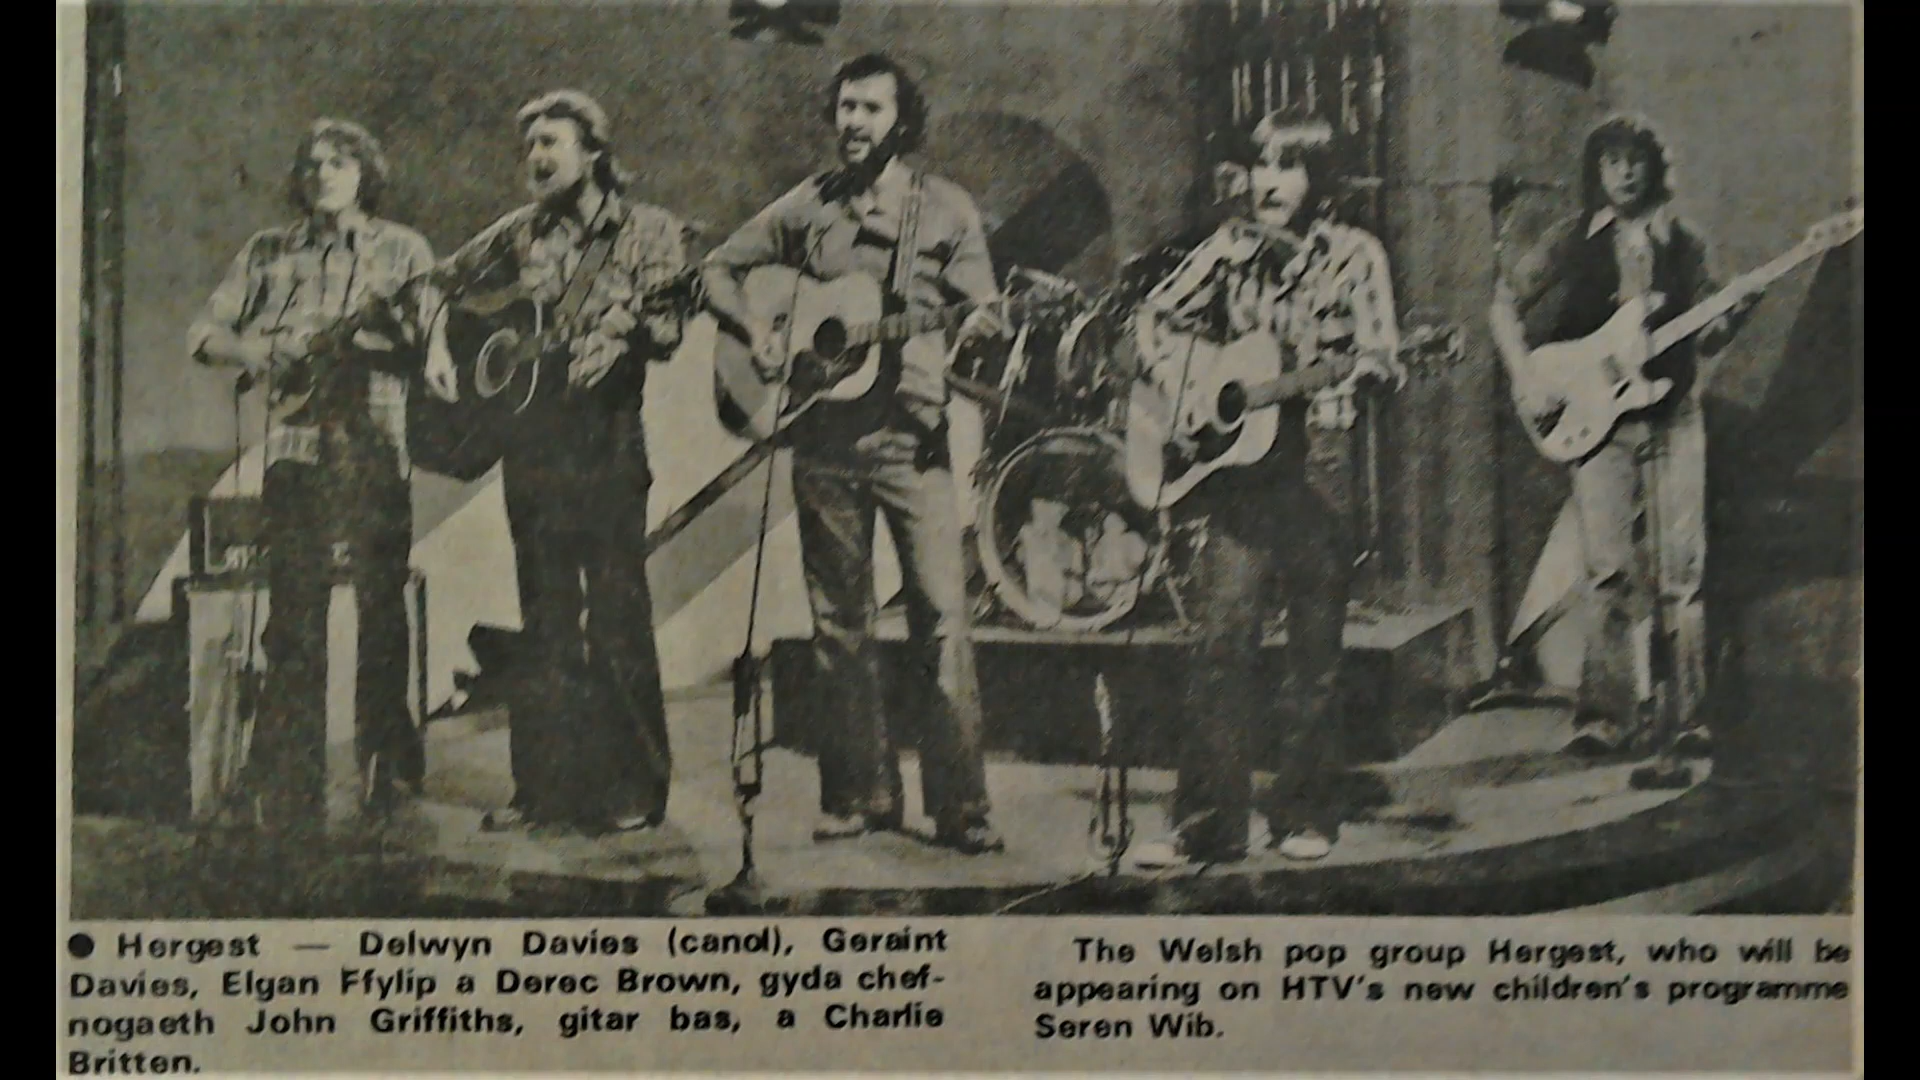 ● Hergest — Delwyn Davies (canol), Geraint
Davies, Elgan Ffylip a Derec Brown, gyda chef-
nogaeth John Griffiths, gitar bas, a Charlie
Britten.
The Welsh pop group Hergest, who will be
appearing on HTV's new children's programme
Seren Wib.